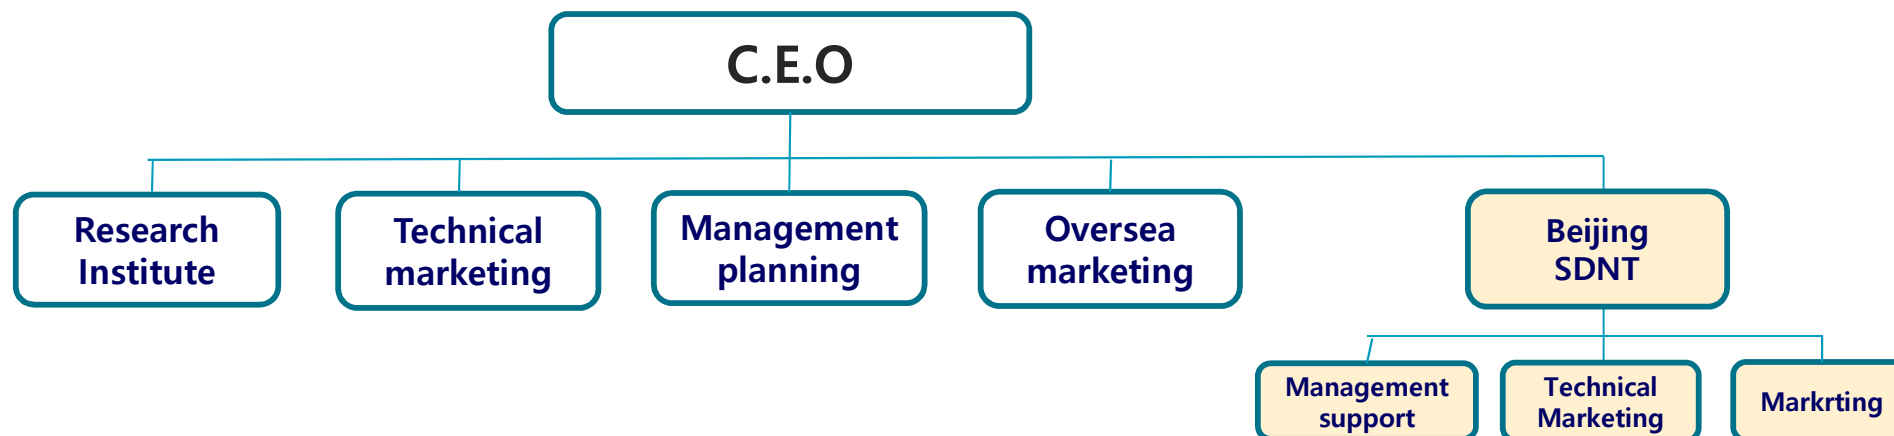 C.E.O
Research
Institute
Technical
marketing
Management
planning
Oversea
marketing
Beijing
SDNT
Management
support
Technical
Marketing
Markrting